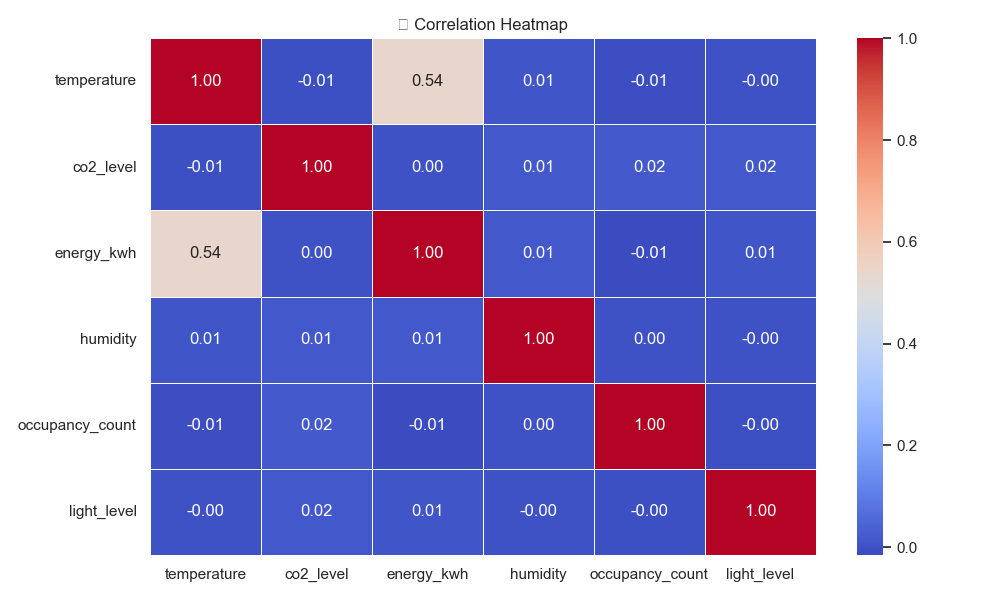 ▯ Correlation Heatmap
temperature 1.00 -0.01 0.54 0.01 -0.01 -0.00
co2_level -0.01 1.00 0.00 0.01 0.02 0.02
energy_kwh 0.54 0.00 1.00 0.01 -0.01 0.01
humidity 0.01 0.01 0.01 1.00 0.00 -0.00
occupancy_count -0.01 0.02 -0.01 0.00 1.00 -0.00
light_level -0.00 0.02 0.01 -0.00 -0.00 1.00
temperature co2_level energy_kwh humidity occupancy_count light_level
1.0
0.8
0.6
0.4
0.2
0.0